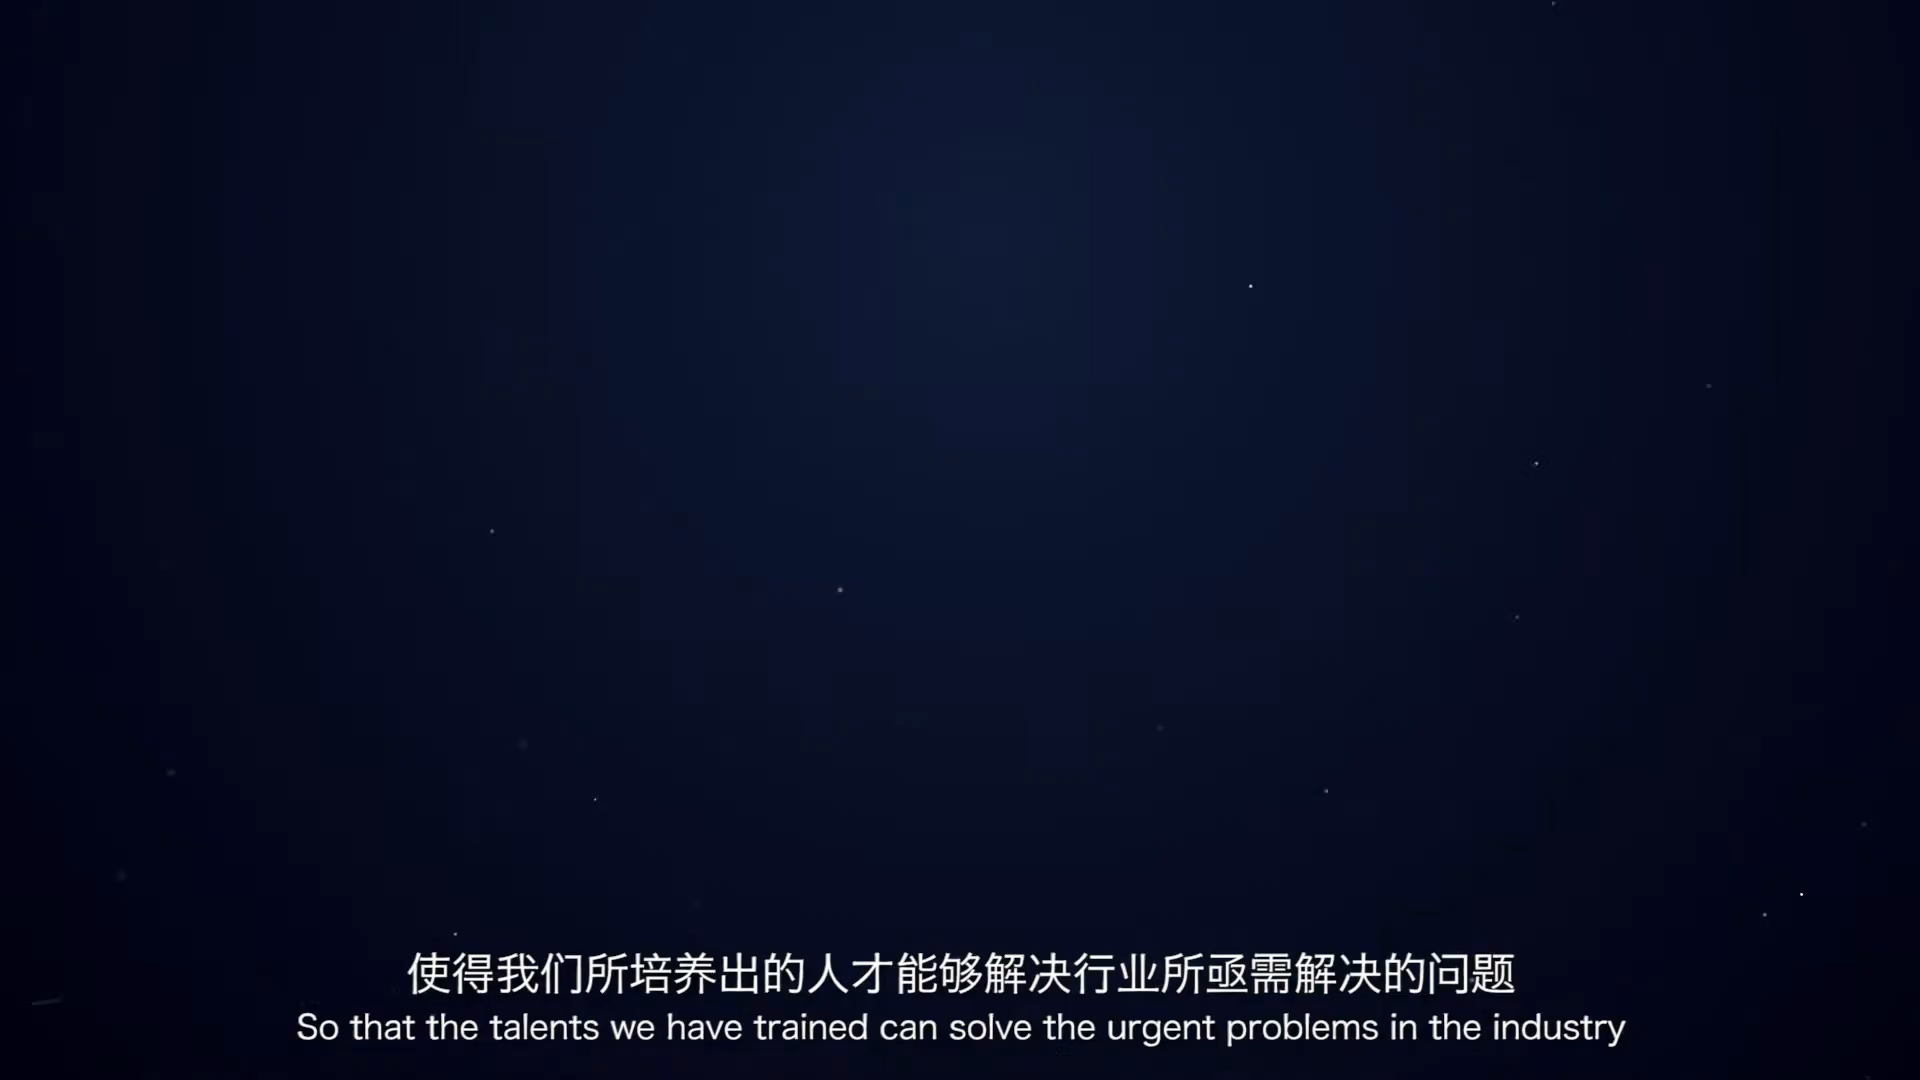 使得我们所培养出的人才能够解决行业所亟需解决的问题
So that the talents we have trained can solve the urgent problems in the industry